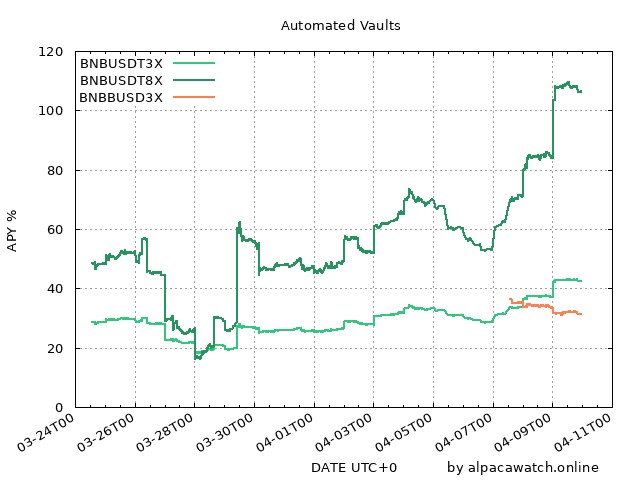 Automated Vaults
BNBUSDT3X
BNBUSDT8X
BNBBUSD3X
APY %
120
100
80
60
40
20
0
03-24T00
03-26T00
03-28T00
03-30T00
04-01T00
04-03T00
04-05T00
04-07T00
04-09T00
04-11T00
DATE UTC+0
by alpacawatch.online